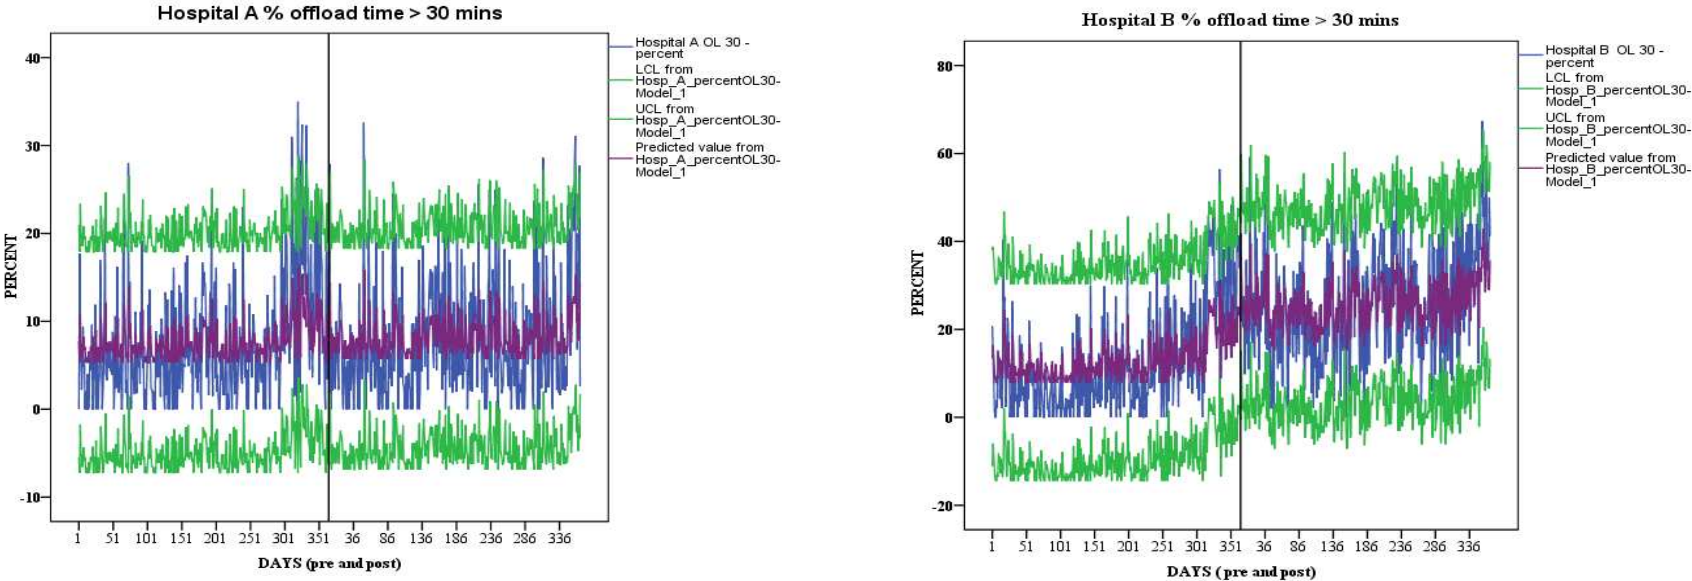 Hospital A % offload time > 30 mins
40
30
20
10
0
-10
PERCENT
1 51 101 151 201 251 301 351 36 86 136 186 236 286 336
DAYS (pre and post)
Hospital A OL 30 -
percent
LCL from
Hosp_A_percentOL30-
Model_1
UCL from
Hosp_A_percentOL30-
Model_1
Predicted value from
Hosp_A_percentOL30-
Model_1
Hospital B % offload time > 30 mins
80
60
40
20
0
-20
PERCENT
1 51 101 151 201 251 301 351 36 86 136 186 236 286 336
DAYS ( pre and post)
Hospital B OL 30 -
percent
LCL from
Hosp_B_percentOL30-
Model_1
UCL from
Hosp_B_percentOL30-
Model_1
Predicted value from
Hosp_B_percentOL30-
Model_1